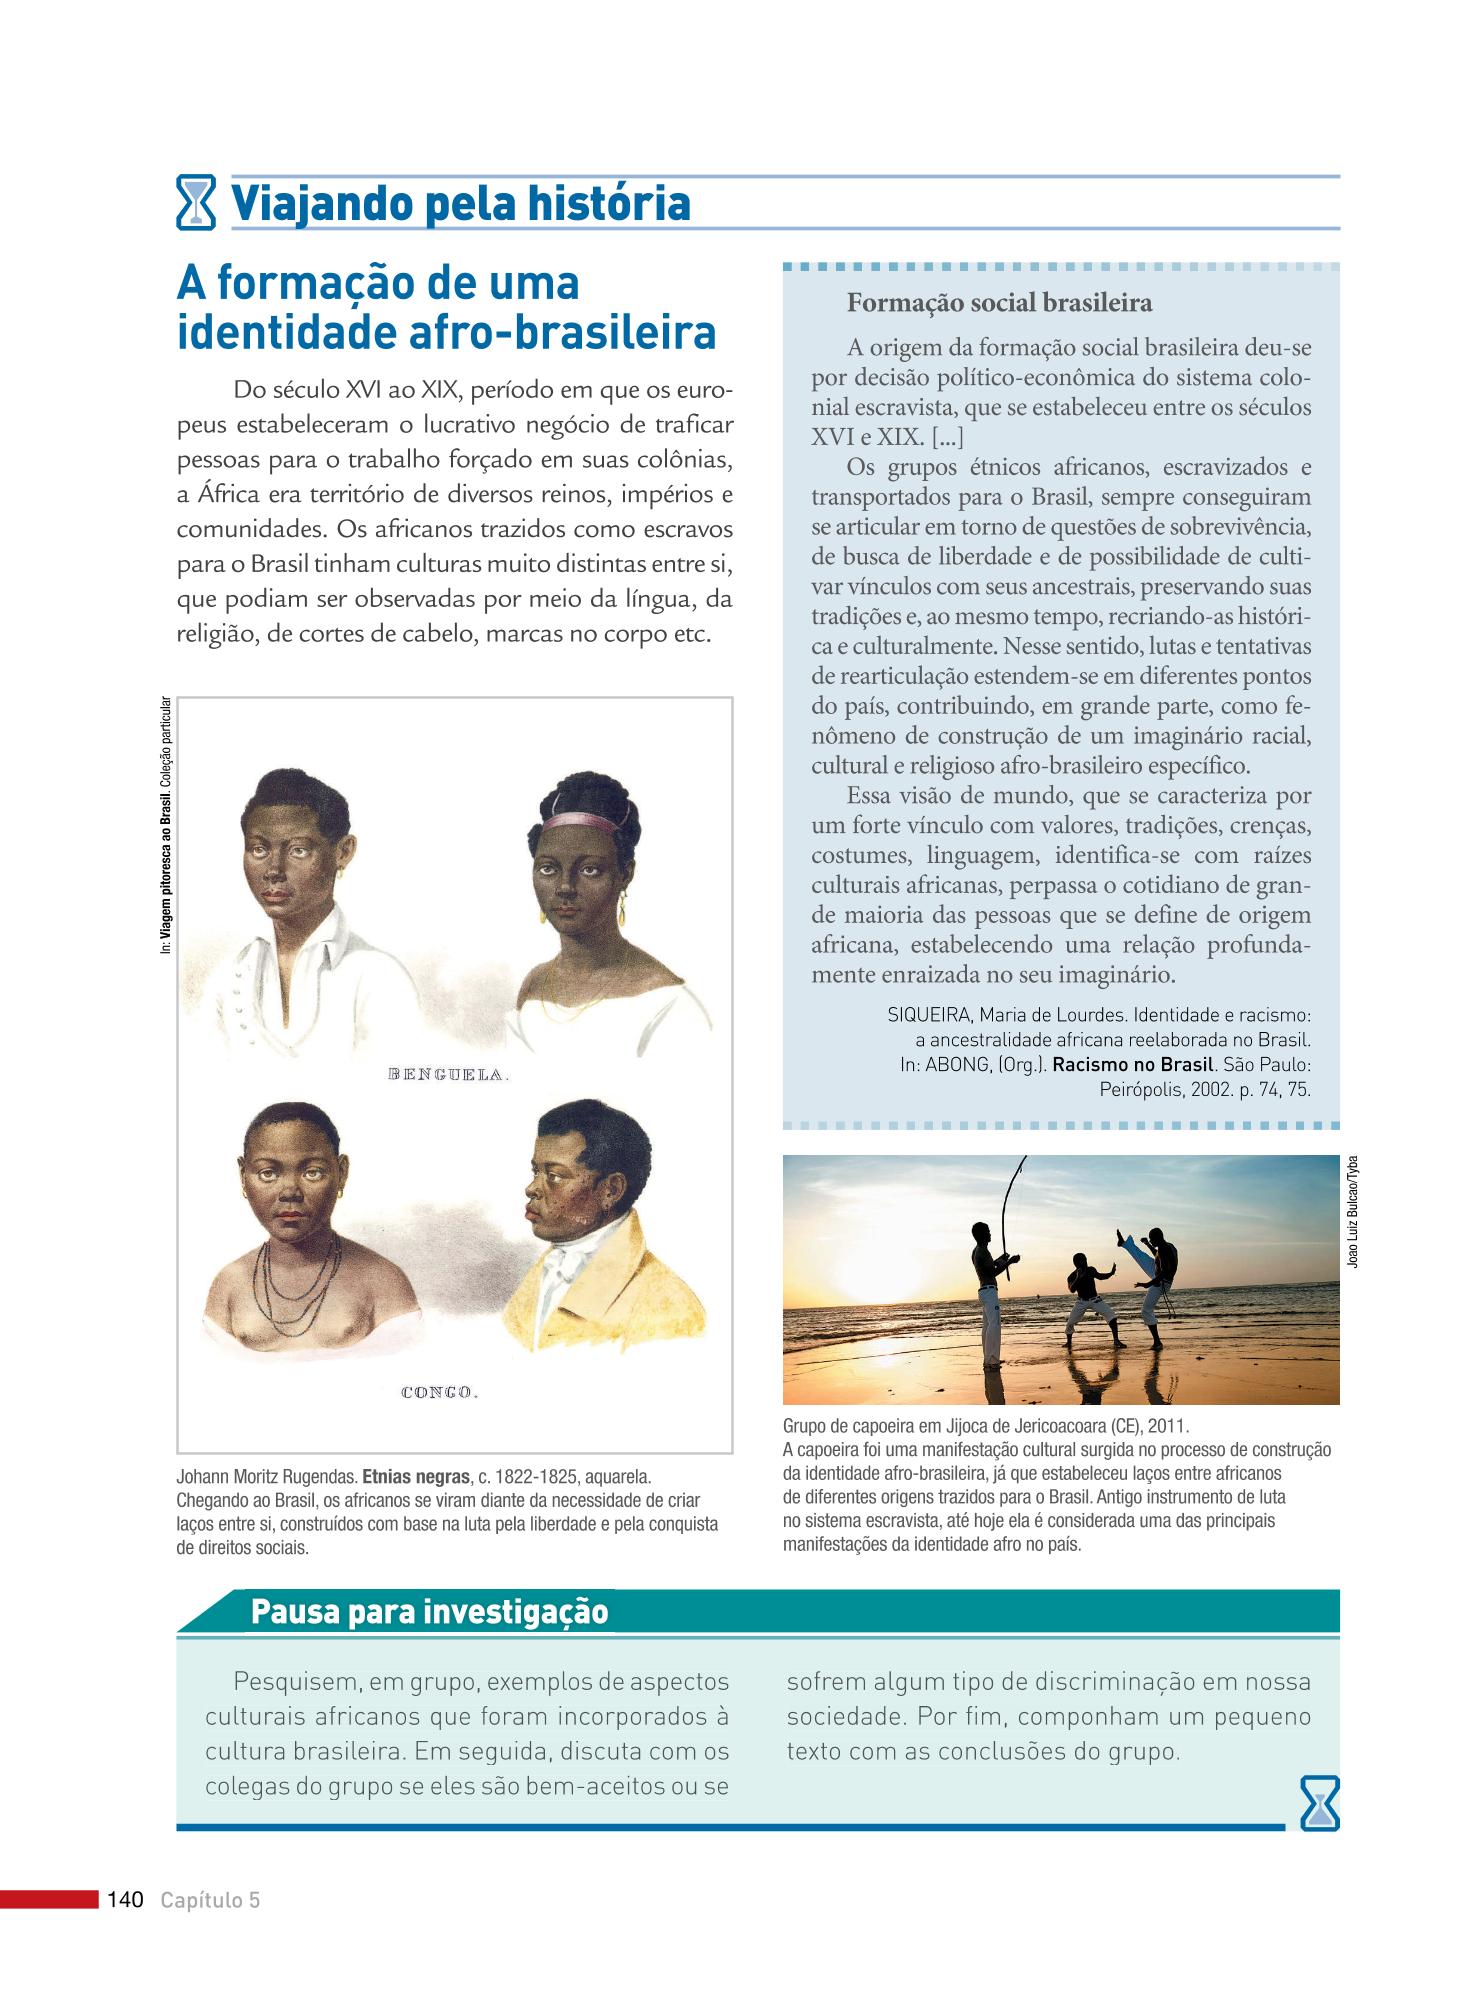 Viajando pela história
A formação de uma
identidade afro-brasileira
Do século XVI ao XIX, período em que os euro-
peus estabeleceram o lucrativo negócio de traficar
pessoas para o trabalho forçado em suas colônias,
a África era território de diversos reinos, impérios e
comunidades. Os africanos trazidos como escravos
para o Brasil tinham culturas muito distintas entre si,
que podiam ser observadas por meio da língua, da
religião, de cortes de cabelo, marcas no corpo etc.
In: Viagem pitoresca ao Brasil. Coleção particular
BENGUELA.
CONGO.
Johann Moritz Rugendas. Etnias negras, c. 1822-1825, aquarela.
Chegando ao Brasil, os africanos se viram diante da necessidade de criar
laços entre si, construídos com base na luta pela liberdade e pela conquista
de direitos sociais.
Formação social brasileira
A origem da formação social brasileira deu-se
por decisão político-econômica do sistema colo-
nial escravista, que se estabeleceu entre os séculos
XVI e XIX. [...]
Os grupos étnicos africanos, escravizados e
transportados para o Brasil, sempre conseguiram
se articular em torno de questões de sobrevivência,
de busca de liberdade e de possibilidade de culti-
var vínculos com seus ancestrais, preservando suas
tradições e, ao mesmo tempo, recriando-as históri-
ca e culturalmente. Nesse sentido, lutas e tentativas
de rearticulação estendem-se em diferentes pontos
do país, contribuindo, em grande parte, como fe-
nômeno de construção de um imaginário racial,
cultural e religioso afro-brasileiro específico.
Essa visão de mundo, que se caracteriza por
um forte vínculo com valores, tradições, crenças,
costumes, linguagem, identifica-se com raízes
culturais africanas, perpassa o cotidiano de gran-
de maioria das pessoas que se define de origem
africana, estabelecendo uma relação profunda-
mente enraizada no seu imaginário.
SIQUEIRA, Maria de Lourdes. Identidade e racismo:
a ancestralidade africana reelaborada no Brasil.
In: ABONG, (Org.). Racismo no Brasil. São Paulo:
Peirópolis, 2002. p. 74, 75.
Joao Luiz Bulcao/Tyba
Grupo de capoeira em Jijoca de Jericoacoara (CE), 2011.
A capoeira foi uma manifestação cultural surgida no processo de construção
da identidade afro-brasileira, já que estabeleceu laços entre africanos
de diferentes origens trazidos para o Brasil. Antigo instrumento de luta
no sistema escravista, até hoje ela é considerada uma das principais
manifestações da identidade afro no país.
Pausa para investigação
Pesquisem, em grupo, exemplos de aspectos
culturais africanos que foram incorporados à
cultura brasileira. Em seguida, discuta com os
colegas do grupo se eles são bem-aceitos ou se
sofrem algum tipo de discriminação em nossa
sociedade. Por fim, componham um pequeno
texto com as conclusões do grupo.
140 Capítulo 5